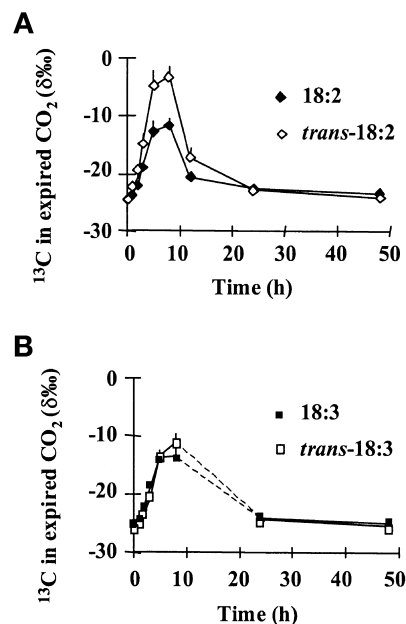 A
0
-10
-20
-30
¹³C in expired CO₂ (δ‰)
18:2
trans-18:2
0 10 20 30 40 50
Time (h)
B
0
-10
-20
-30
¹³C in expired CO₂ (δ‰)
18:3
trans-18:3
0 10 20 30 40 50
Time (h)